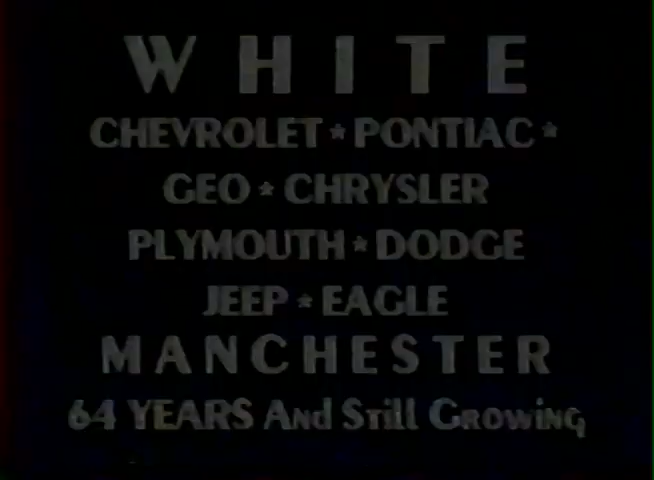 WHITE
CHEVROLET * PONTIAC *
GEO * CHRYSLER
PLYMOUTH * DODGE
JEEP * EAGLE
MANCHESTER
64 YEARS And Still Growing